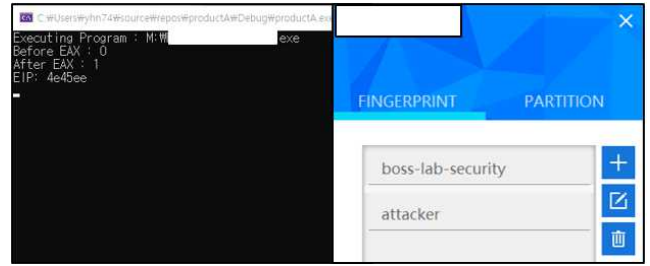 C:₩Users₩yhn74₩source₩repos₩productA₩Debug₩productA.exe
Executing Program : M:₩ exe
Before EAX : 0
After EAX : 1
EIP: 4e45ee
FINGERPRINT PARTITION
boss-lab-security
attacker